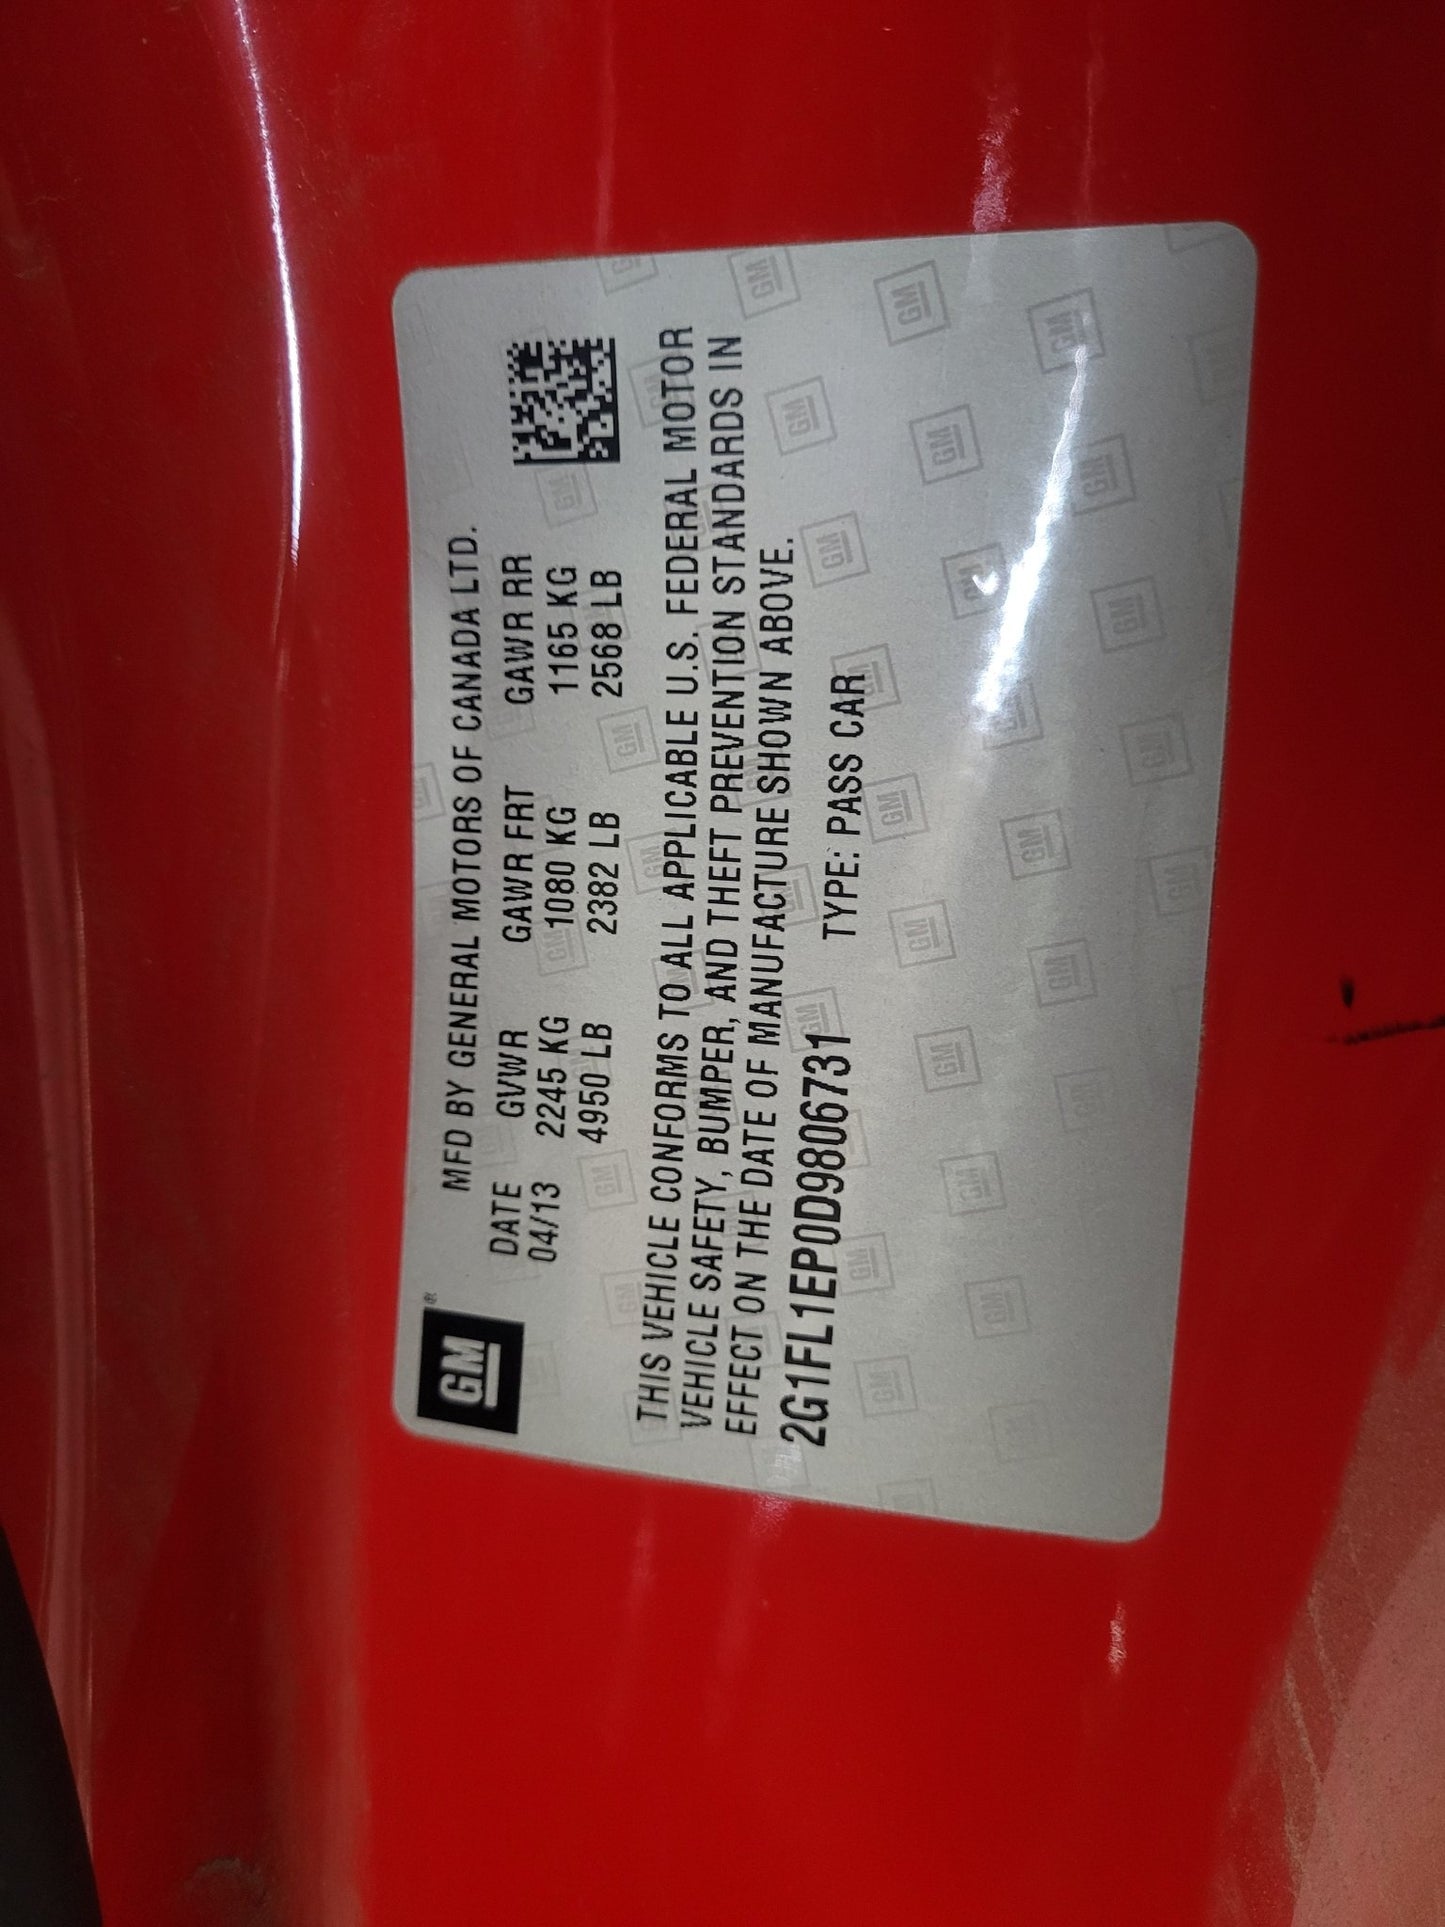 GM ®
MFD BY GENERAL MOTORS OF CANADA LTD.
DATE GVWR GAWR FRT GAWR RR
04/13 2245 KG 1080 KG 1165 KG
4950 LB 2382 LB 2568 LB
THIS VEHICLE CONFORMS TO ALL APPLICABLE U.S. FEDERAL MOTOR
VEHICLE SAFETY, BUMPER, AND THEFT PREVENTION STANDARDS IN
EFFECT ON THE DATE OF MANUFACTURE SHOWN ABOVE.
2G1FL1EP0D9806731 TYPE: PASS CAR